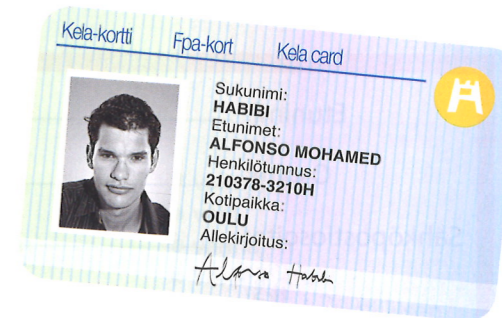 Kela-kortti Fpa-kort Kela card
Sukunimi:
HABIBI
Etunimet:
ALFONSO MOHAMED
Henkilötunnus:
210378-3210H
Kotipaikka:
OULU
Allekirjoitus: